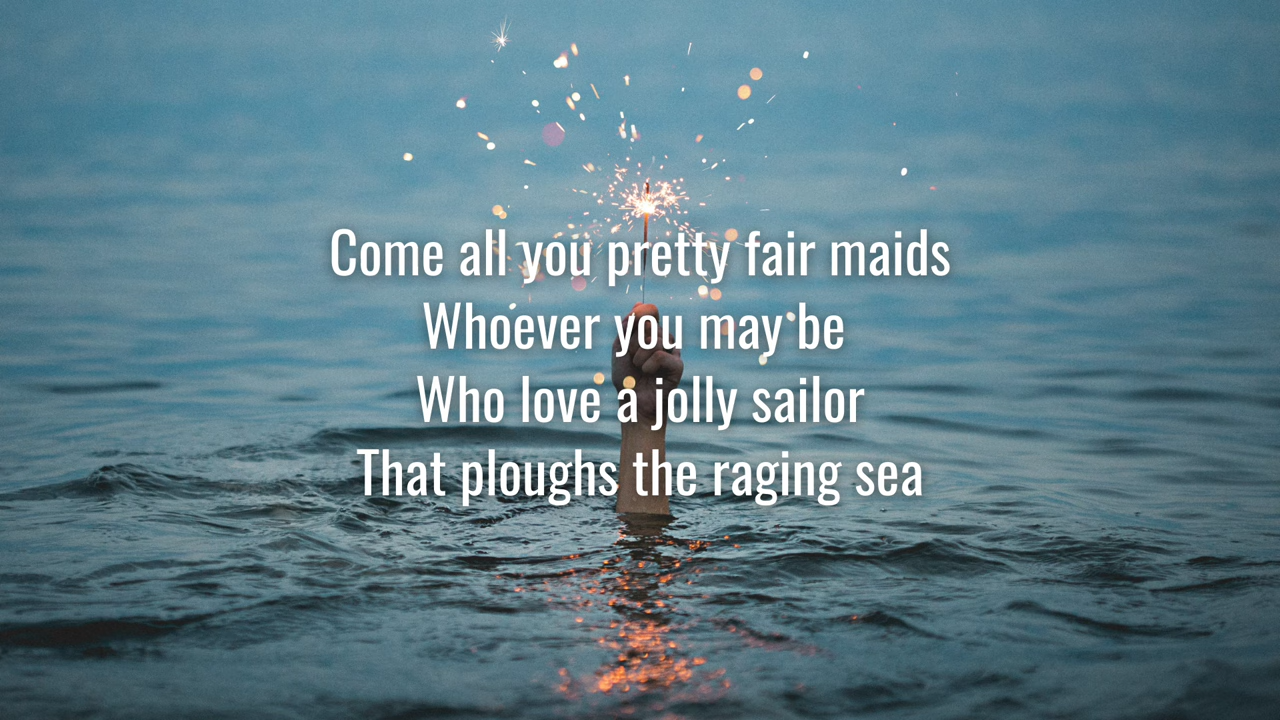 Come all you pretty fair maids
Whoever you may be
Who love a jolly sailor
That ploughs the raging sea